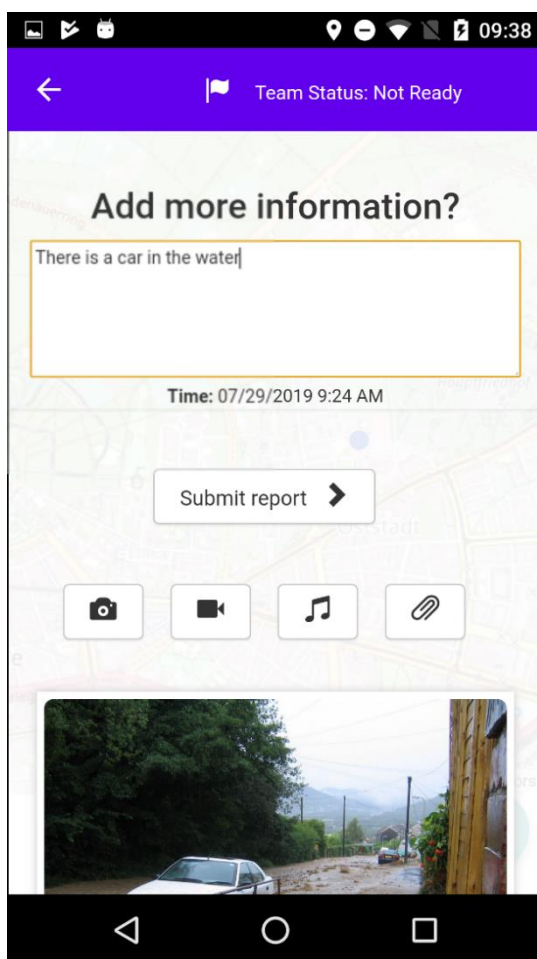 09:38
Team Status: Not Ready
Add more information?
There is a car in the water
Time: 07/29/2019 9:24 AM
Submit report
Oststadt